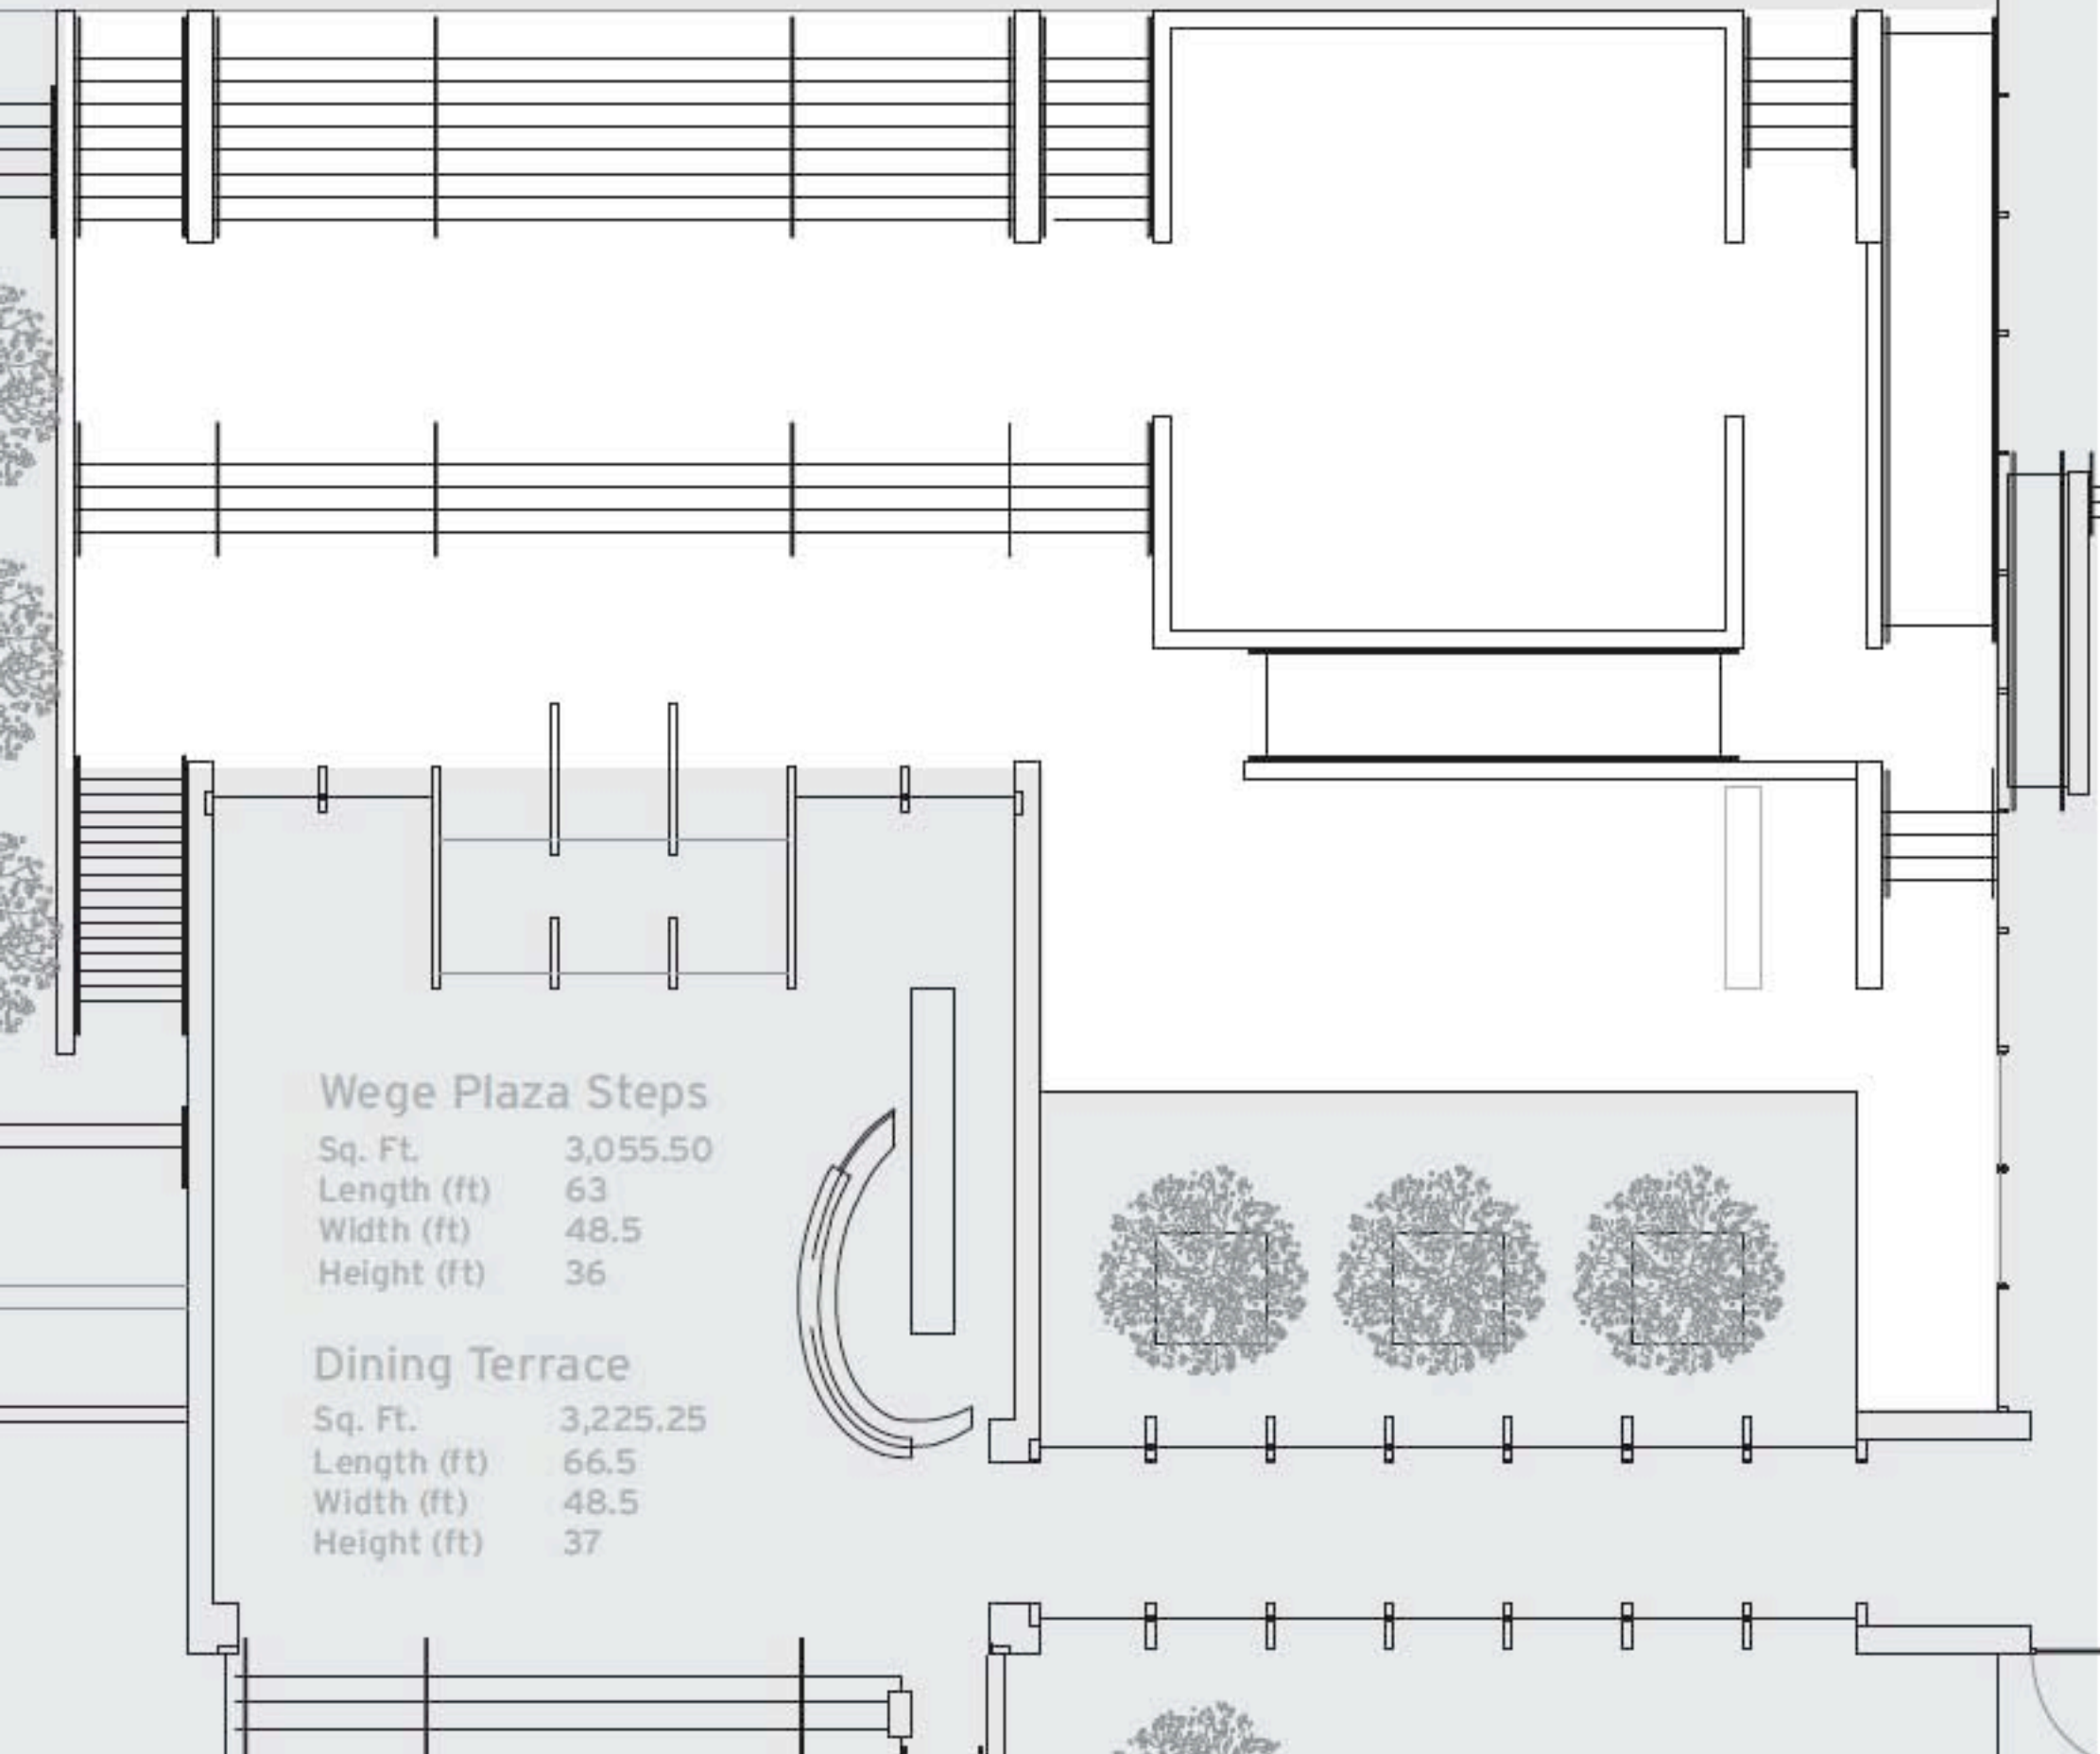 Wege Plaza Steps
Sq. Ft. 3,055.50
Length (ft) 63
Width (ft) 48.5
Height (ft) 36
Dining Terrace
Sq. Ft. 3,225.25
Length (ft) 66.5
Width (ft) 48.5
Height (ft) 37